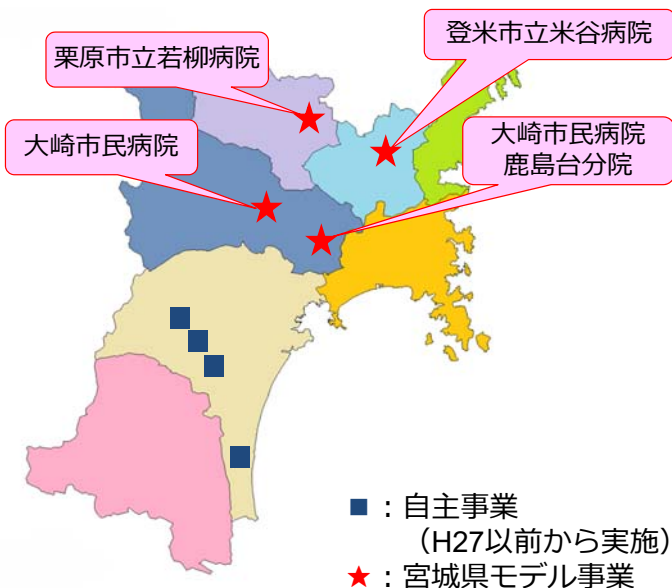 栗原市立若柳病院
登米市立米谷病院
大崎市民病院
大崎市民病院
鹿島台分院
■：自主事業
（H27以前から実施）
★：宮城県モデル事業